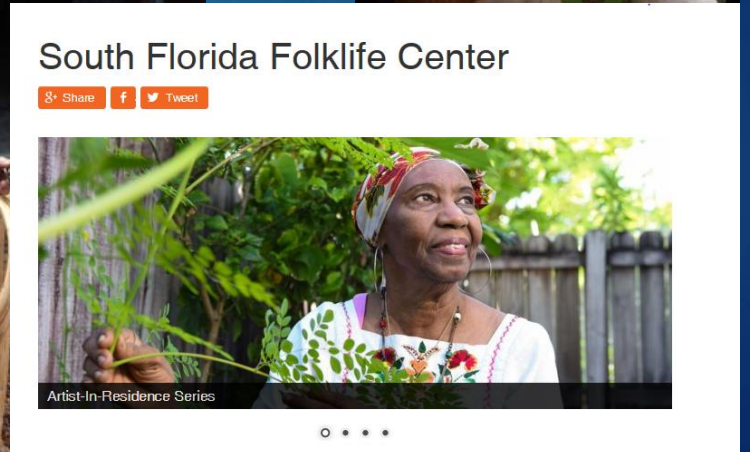 South Florida Folklife Center
g+ Share f Tweet
Artist-In-Residence Series